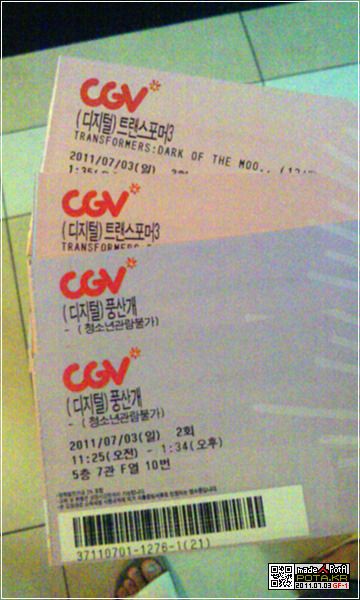 CGV
(디지털) 트랜스포머3
TRANSFORMERS:DARK OF THE MOO..
2011/07/03(일)
CGV
(디지털) 트랜스포머3
CGV
(디지털) 풍산개
- (청소년관람불가)
CGV
(디지털) 풍산개
- (청소년관람불가)
2011/07/03(일) 2회
11:25(오전) - 1:34(오후)
5층 7관 F열 10번
37110701-1276-1(21)
POTA.KR
2011.07.03 GF-1